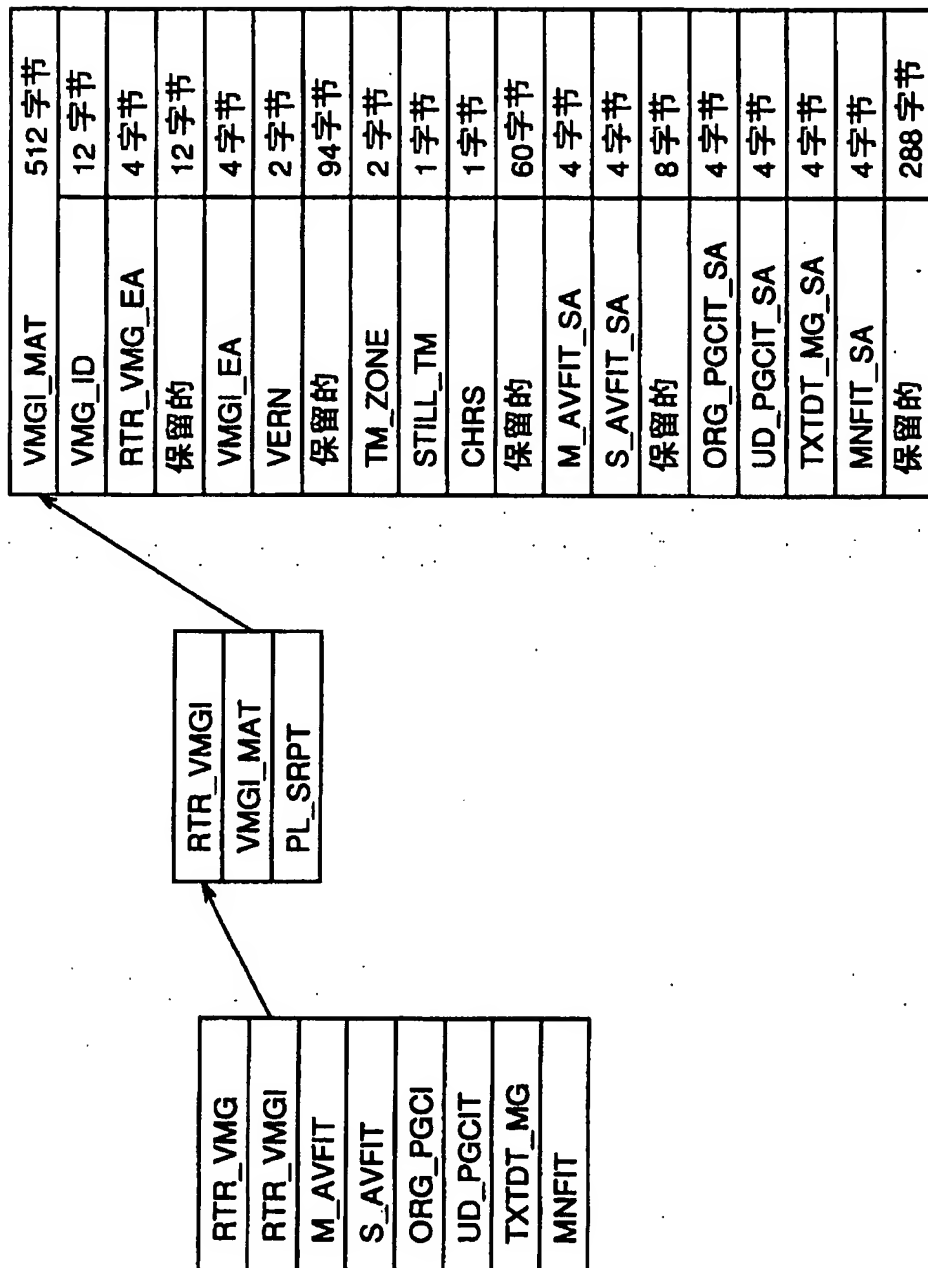 RTR_VMG
RTR_VMGI
M_AVFIT
S_AVFIT
ORG_PGCI
UD_PGCIT
TXTDT_MG
MNFIT
RTR_VMGI
VMGI_MAT
PL_SRPT
VMGI_MAT 512 字节
VMG_ID 12 字节
RTR_VMG_EA 4 字节
保留的 12 字节
VMGI_EA 4 字节
VERN 2 字节
保留的 94字节
TM_ZONE 2 字节
STILL_TM 1字节
CHRS 1字节
保留的 60字节
M_AVFIT_SA 4 字节
S_AVFIT_SA 4 字节
保留的 8字节
ORG_PGCIT_SA 4 字节
UD_PGCIT_SA 4字节
TXTDT_MG_SA 4 字节
MNFIT_SA 4字节
保留的 288 字节